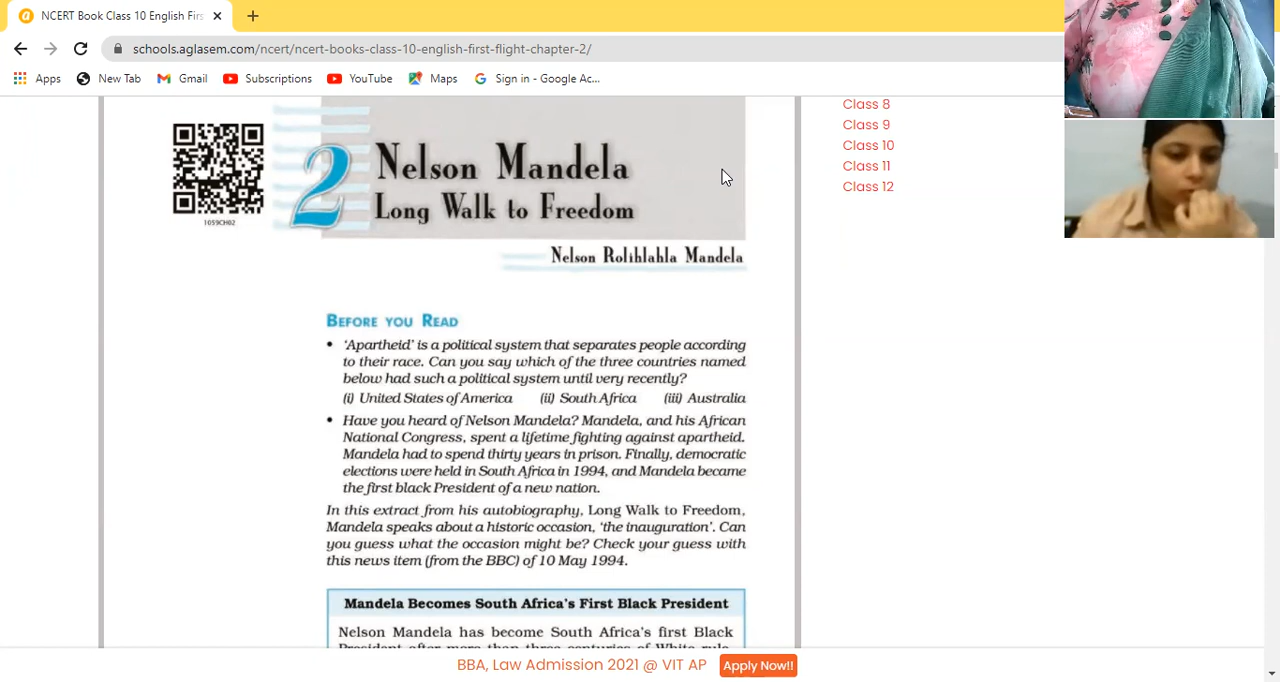 NCERT Book Class 10 English Firs
schools.aglasem.com/ncert/ncert-books-class-10-english-first-flight-chapter-2/
Apps New Tab Gmail Subscriptions YouTube Maps Sign in - Google Ac...
Class 8
Class 9
Class 10
Class 11
Class 12
1059CH02
2 Nelson Mandela
Long Walk to Freedom
Nelson Rolihlahla Mandela
BEFORE YOU READ
• 'Apartheid' is a political system that separates people according
to their race. Can you say which of the three countries named
below had such a political system until very recently?
(i) United States of America (ii) South Africa (iii) Australia
• Have you heard of Nelson Mandela? Mandela, and his African
National Congress, spent a lifetime fighting against apartheid.
Mandela had to spend thirty years in prison. Finally, democratic
elections were held in South Africa in 1994, and Mandela became
the first black President of a new nation.
In this extract from his autobiography, Long Walk to Freedom,
Mandela speaks about a historic occasion, 'the inauguration'. Can
you guess what the occasion might be? Check your guess with
this news item (from the BBC) of 10 May 1994.
Mandela Becomes South Africa's First Black President
Nelson Mandela has become South Africa's first Black
President after more than three centuries of White rule.
BBA, Law Admission 2021 @ VIT AP Apply Now!!